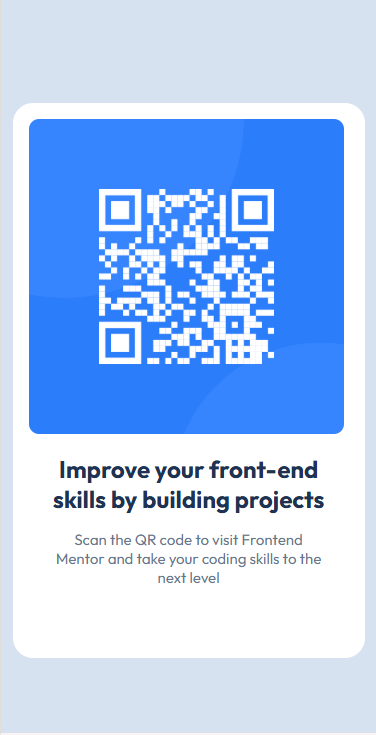 Improve your front-end
skills by building projects
Scan the QR code to visit Frontend
Mentor and take your coding skills to the
next level